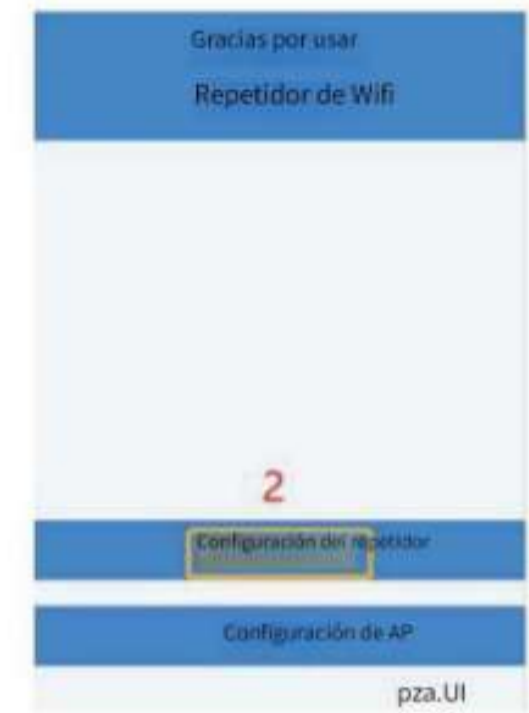 Gracias por usar
Repetidor de Wifi
2
Configuración del repetidor
Configuración de AP
pza.UI